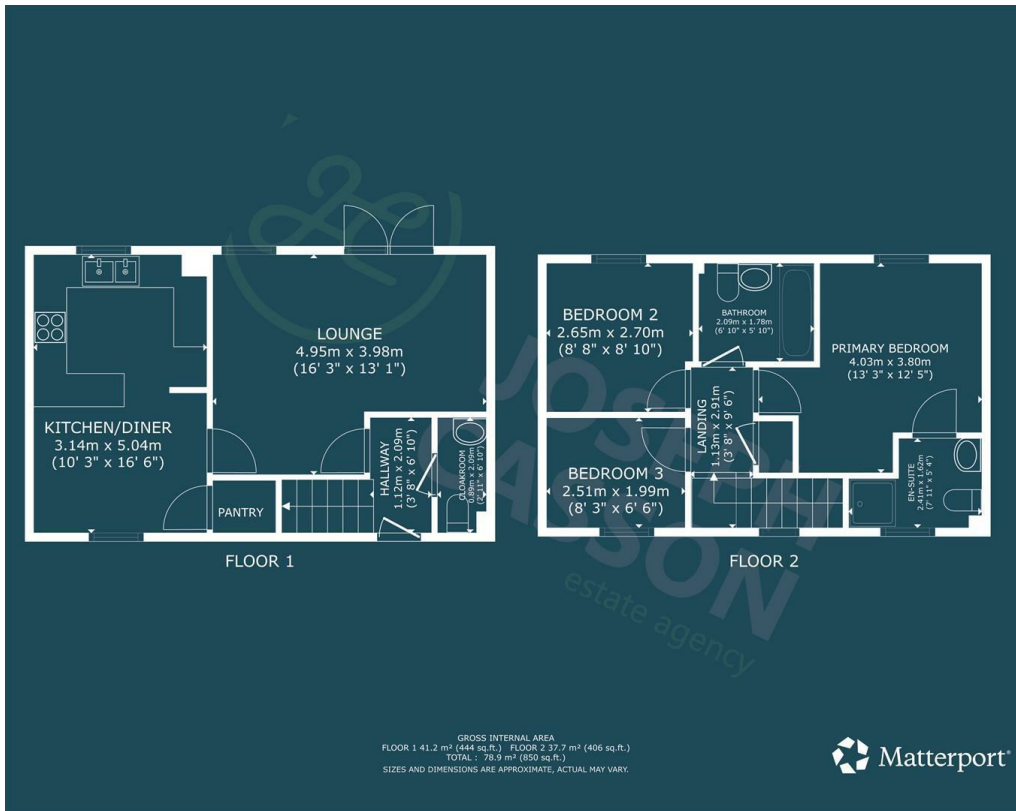 KITCHEN/DINER
3.14m x 5.04m
(10' 3" x 16' 6")
LOUNGE
4.95m x 3.98m
(16' 3" x 13' 1")
PANTRY
HALLWAY
1.12m x 2.09m
(3' 8" x 6' 10")
CLOAKROOM
0.89m x 2.09m
(2' 11" x 6' 10")
FLOOR 1
BEDROOM 2
2.65m x 2.70m
(8' 8" x 8' 10")
BATHROOM
2.09m x 1.78m
(6' 10" x 5' 10")
PRIMARY BEDROOM
4.03m x 3.80m
(13' 3" x 12' 5")
LANDING
1.13m x 2.91m
(3' 8" x 9' 6")
BEDROOM 3
2.51m x 1.99m
(8' 3" x 6' 6")
EN-SUITE
2.41m x 1.62m
(7' 11" x 5' 4")
FLOOR 2
JOSEPH
CASSON
estate agency
GROSS INTERNAL AREA
FLOOR 1 41.2 m² (444 sq.ft.) FLOOR 2 37.7 m² (406 sq.ft.)
TOTAL : 78.9 m² (850 sq.ft.)
SIZES AND DIMENSIONS ARE APPROXIMATE, ACTUAL MAY VARY.
Matterport®